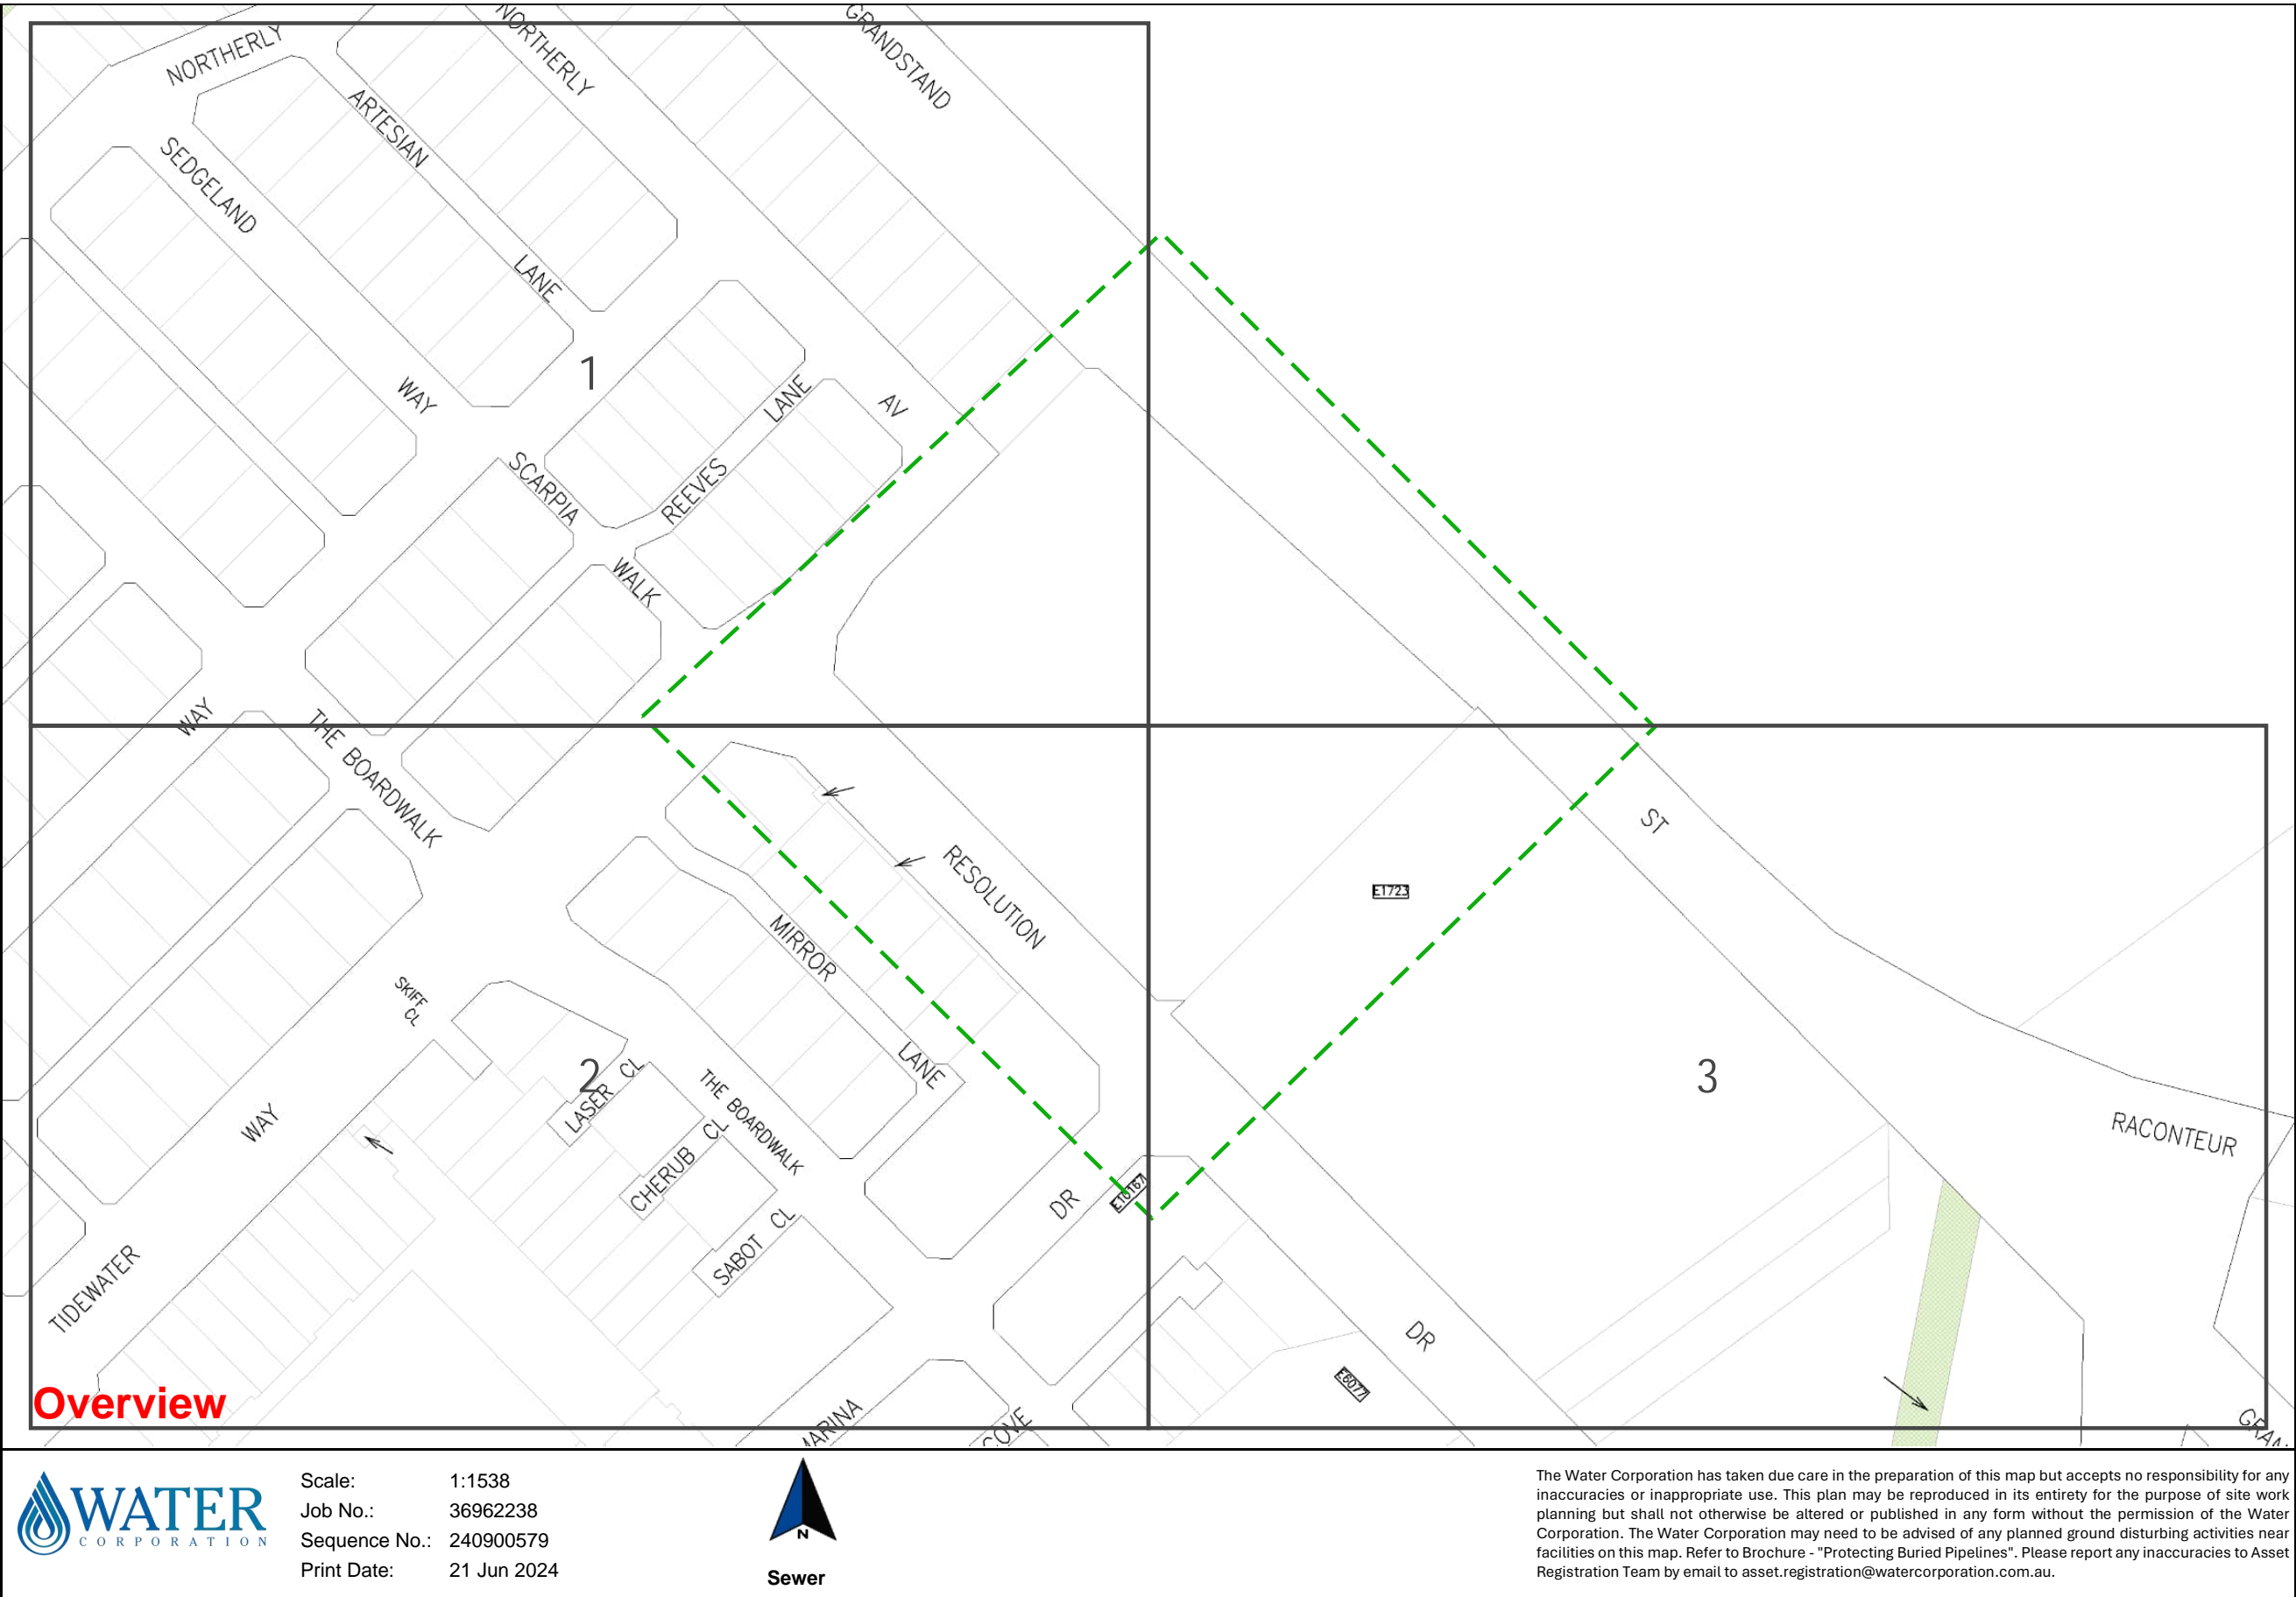 NORTHERLY
NORTHERLY
GRANDSTAND
ARTESIAN
SEDGELAND
LANE
1
WAY
LANE
AV
SCARPIA
REEVES
WALK
WAY
THE BOARDWALK
ST
RESOLUTION
E1723
MIRROR
SKIFF
CL
LANE
2
LASER CL
3
THE BOARDWALK
WAY
RACONTEUR
CHERUB CL
DR
E10167
SABOT CL
TIDEWATER
DR
E6077
Overview
MARINA
COVE
GRAN
WATER
CORPORATION
Scale: 1:1538
Job No.: 36962238
Sequence No.: 240900579
Print Date: 21 Jun 2024
N
Sewer
The Water Corporation has taken due care in the preparation of this map but accepts no responsibility for any
inaccuracies or inappropriate use. This plan may be reproduced in its entirety for the purpose of site work
planning but shall not otherwise be altered or published in any form without the permission of the Water
Corporation. The Water Corporation may need to be advised of any planned ground disturbing activities near
facilities on this map. Refer to Brochure - "Protecting Buried Pipelines". Please report any inaccuracies to Asset
Registration Team by email to asset.registration@watercorporation.com.au.